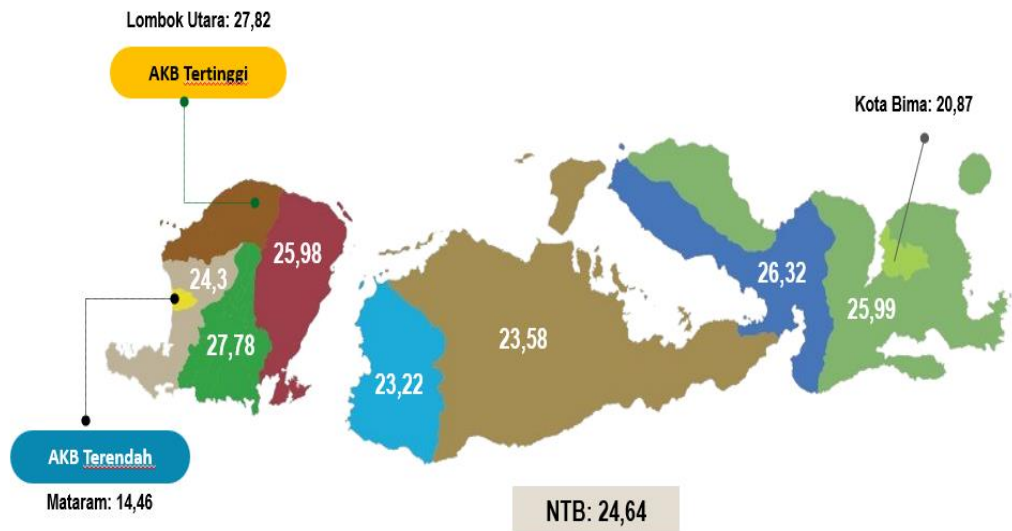 Lombok Utara: 27,82
AKB Tertinggi
Kota Bima: 20,87
25,98
24,3
26,32
25,99
27,78
23,58
23,22
AKB Terendah
Mataram: 14,46
NTB: 24,64